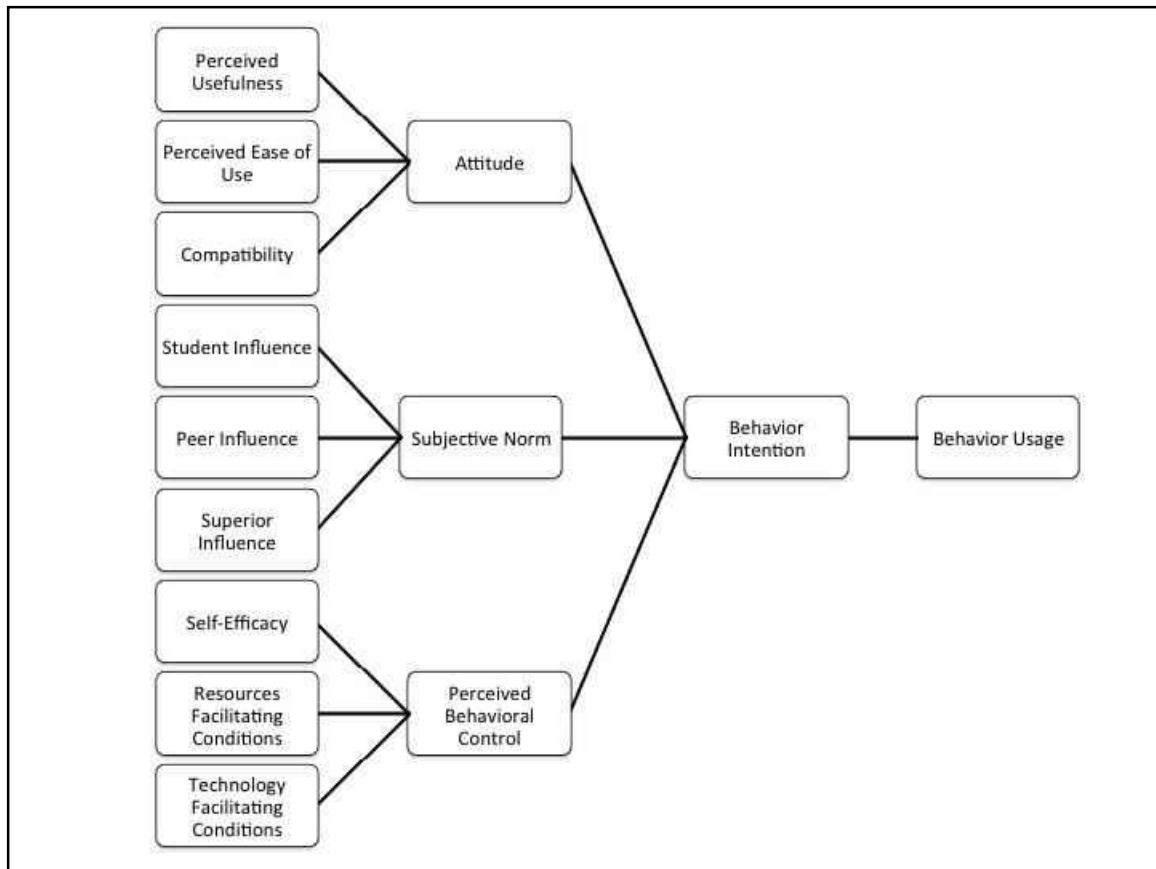 Perceived
Usefulness
Perceived Ease of
Use
Compatibility
Attitude
Student Influence
Peer Influence
Superior
Influence
Subjective Norm
Self-Efficacy
Resources
Facilitating
Conditions
Technology
Facilitating
Conditions
Perceived
Behavioral
Control
Behavior
Intention
Behavior Usage